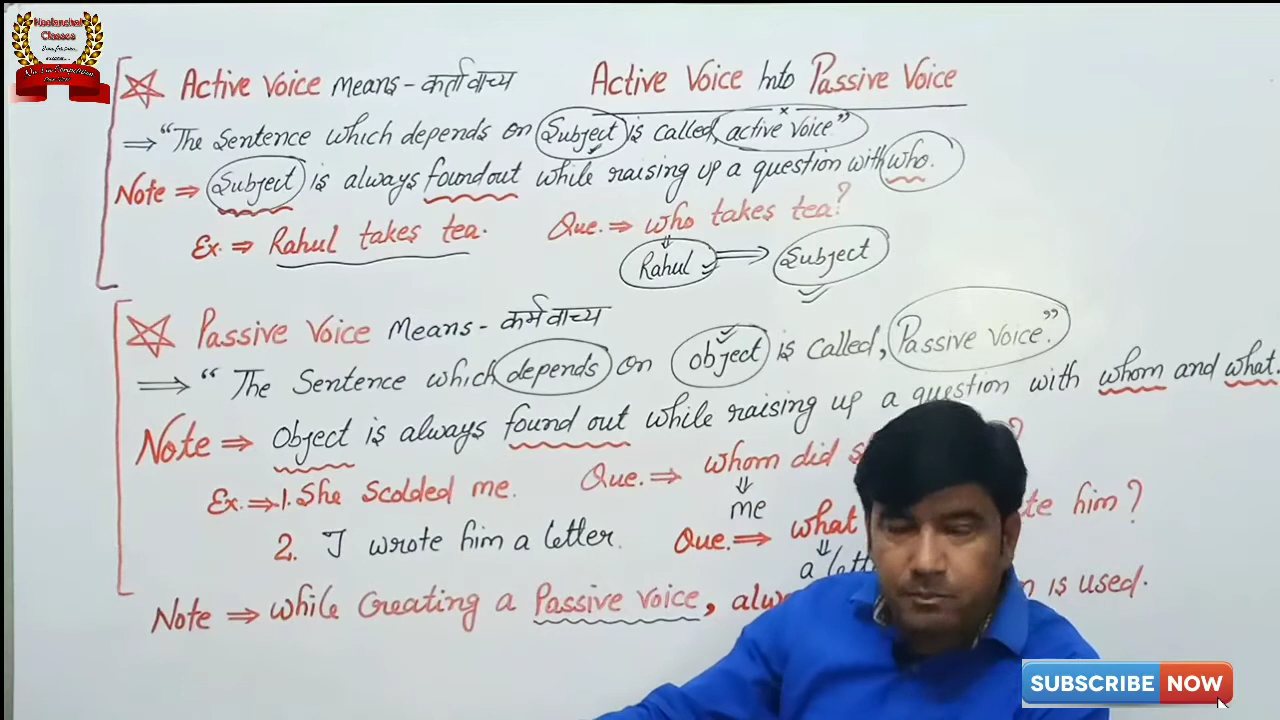 Neelanchal
Classes
Active Voice Into Passive Voice
Active Voice Means - कर्तावाच्य
⇒ "The Sentence which depends on Subject is called, active Voice"
Note ⇒ Subject is always found out while raising up a question with who.
Ex. ⇒ Rahul takes tea. Que. ⇒ who takes tea?
Rahul ⇒ Subject
Passive Voice Means - कर्मवाच्य
⇒ " The Sentence which depends on object is called, Passive Voice."
Note ⇒ Object is always found out while raising up a question with whom and what.
Ex. ⇒ 1. She scolded me. Que. ⇒ whom did
me
2. I wrote him a letter. Que. ⇒ what him?
a
Note ⇒ while Creating a Passive Voice, is used.
SUBSCRIBE NOW